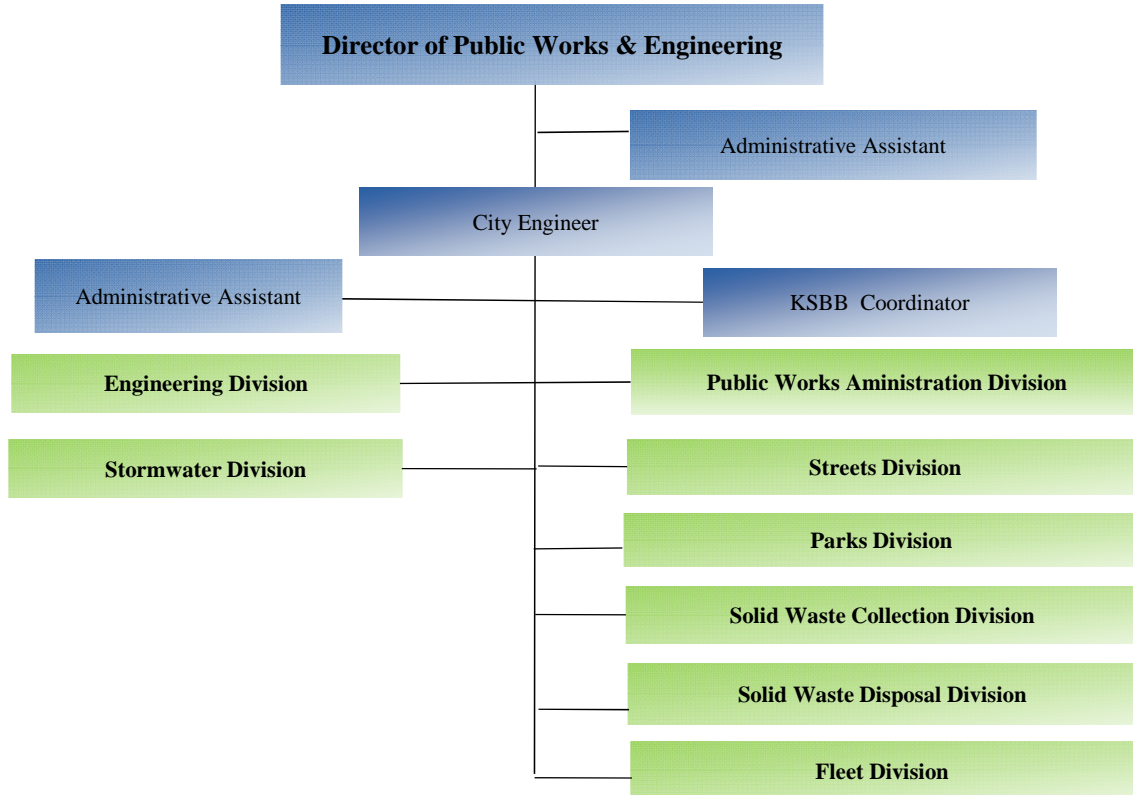 Director of Public Works & Engineering
Administrative Assistant
City Engineer
Administrative Assistant
KSBB Coordinator
Engineering Division
Public Works Aministration Division
Stormwater Division
Streets Division
Parks Division
Solid Waste Collection Division
Solid Waste Disposal Division
Fleet Division